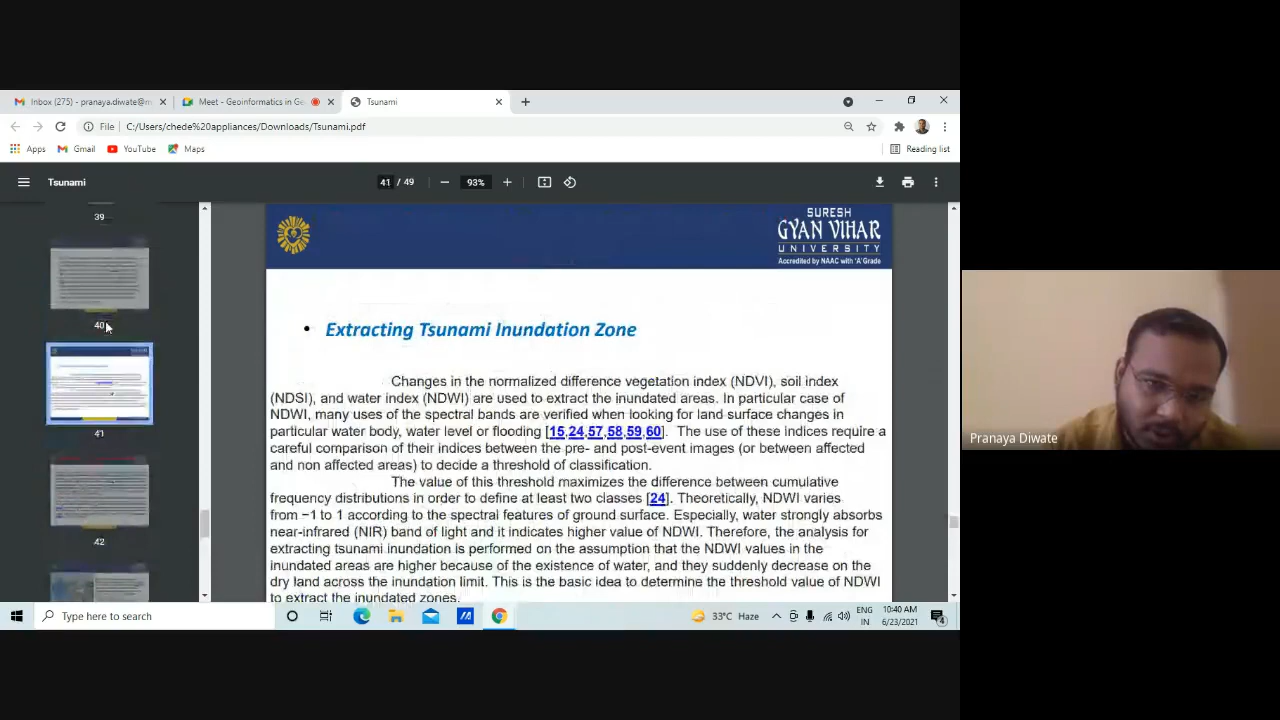 Inbox (275) - pranaya.diwate@m
Meet - Geoinformatics in Ge
Tsunami
File
C:/Users/chede%20appliances/Downloads/Tsunami.pdf
Apps
Gmail
YouTube
Maps
Reading list
Tsunami
41 / 49
93%
39
40
41
42
SURESH
GYAN VIHAR
UNIVERSITY
Accredited by NAAC with 'A' Grade
• Extracting Tsunami Inundation Zone
Changes in the normalized difference vegetation index (NDVI), soil index
(NDSI), and water index (NDWI) are used to extract the inundated areas. In particular case of
NDWI, many uses of the spectral bands are verified when looking for land surface changes in
particular water body, water level or flooding [15,24,57,58,59,60]. The use of these indices require a
careful comparison of their indices between the pre- and post-event images (or between affected
and non affected areas) to decide a threshold of classification.
The value of this threshold maximizes the difference between cumulative
frequency distributions in order to define at least two classes [24]. Theoretically, NDWI varies
from −1 to 1 according to the spectral features of ground surface. Especially, water strongly absorbs
near-infrared (NIR) band of light and it indicates higher value of NDWI. Therefore, the analysis for
extracting tsunami inundation is performed on the assumption that the NDWI values in the
inundated areas are higher because of the existence of water, and they suddenly decrease on the
dry land across the inundation limit. This is the basic idea to determine the threshold value of NDWI
to extract the inundated zones.
Pranaya Diwate
Type here to search
33°C Haze
ENG
IN
10:40 AM
6/23/2021
4